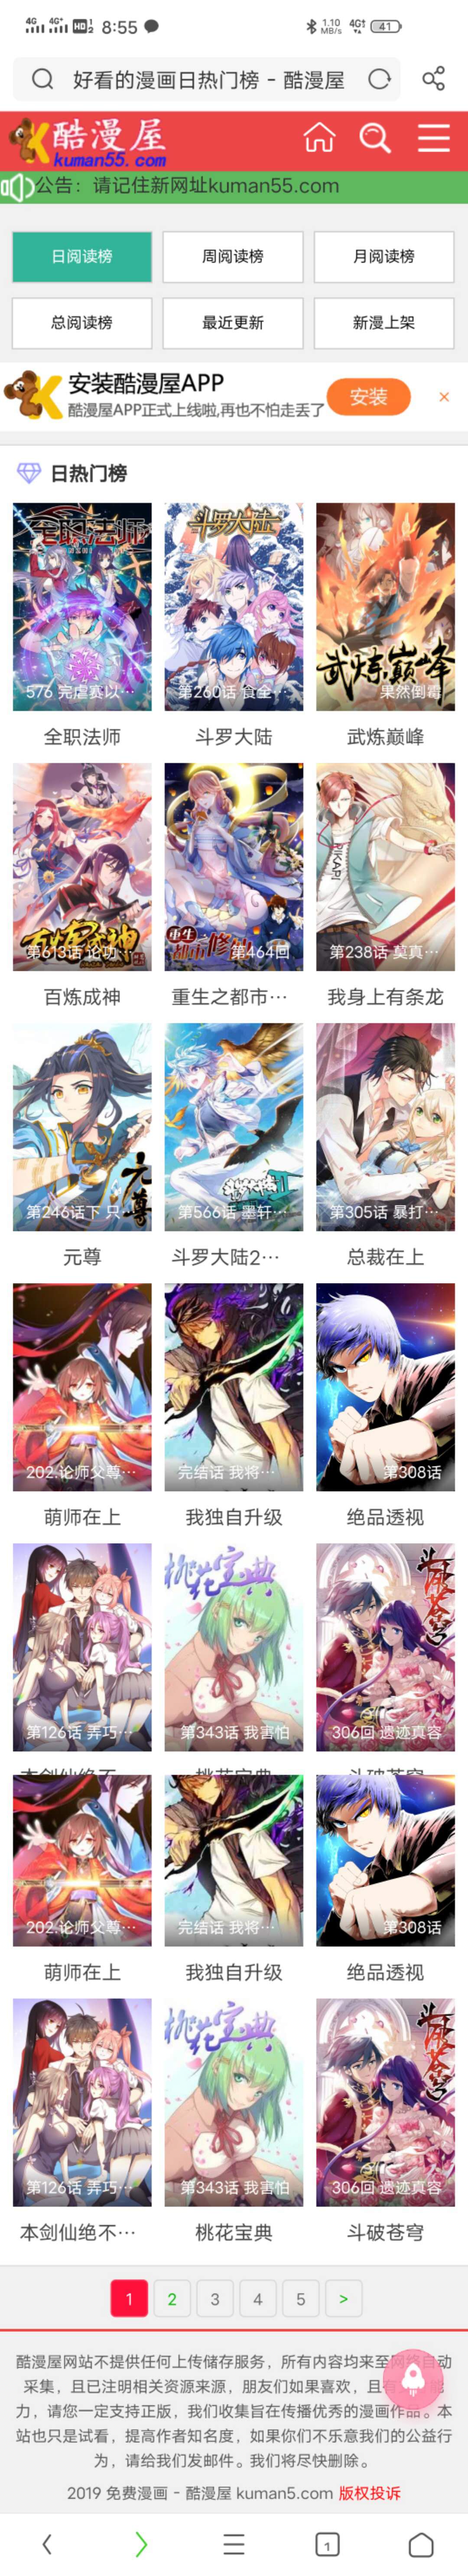 4G 4G+ HD 1 2 8:55 1.10 MB/s 4G 41
好看的漫画日热门榜 - 酷漫屋
酷漫屋
kuman55.com
公告：请记住新网址kuman55.com
日阅读榜 周阅读榜 月阅读榜
总阅读榜 最近更新 新漫上架
安装酷漫屋APP
酷漫屋APP正式上线啦,再也不怕走丢了
安装 ×
日热门榜
全职法师 斗罗大陆 武炼巅峰
576 完虐赛以… 第260话 食全… 果然倒霉
全职法师 斗罗大陆 武炼巅峰
百炼成神 重生都市修仙 RIKAPI
第613话 论功… 第464回 第238话 莫真…
百炼成神 重生之都市… 我身上有条龙
元尊
第246话下 只… 第566话 墨轩… 第305话 暴打…
元尊 斗罗大陆2… 总裁在上
202.论师父尊… 完结话 我将… 第308话
萌师在上 我独自升级 绝品透视
桃花宝典 斗破苍穹
第126话 弄巧… 第343话 我害怕 306回 遗迹真容
本剑仙绝不… 桃花宝典 斗破苍穹
202.论师父尊… 完结话 我将… 第308话
萌师在上 我独自升级 绝品透视
桃花宝典 斗破苍穹
第126话 弄巧… 第343话 我害怕 306回 遗迹真容
本剑仙绝不… 桃花宝典 斗破苍穹
1 2 3 4 5 >
酷漫屋网站不提供任何上传储存服务，所有内容均来至网络自动
采集，且已注明相关资源来源，朋友们如果喜欢，且有能
力，请您一定支持正版，我们收集旨在传播优秀的漫画作品。本
站也只是试看，提高作者知名度，如果你们不乐意我们的公益行
为，请给我们发邮件。我们将尽快删除。
2019 免费漫画 - 酷漫屋 kuman5.com 版权投诉
1